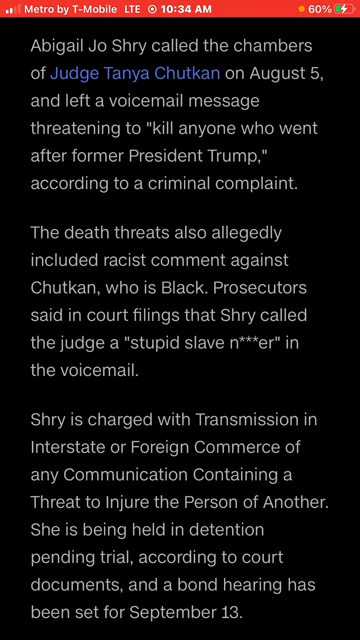 Metro by T-Mobile LTE 10:34 AM 60%
Abigail Jo Shry called the chambers
of Judge Tanya Chutkan on August 5,
and left a voicemail message
threatening to "kill anyone who went
after former President Trump,"
according to a criminal complaint.
The death threats also allegedly
included racist comment against
Chutkan, who is Black. Prosecutors
said in court filings that Shry called
the judge a "stupid slave n***er" in
the voicemail.
Shry is charged with Transmission in
Interstate or Foreign Commerce of
any Communication Containing a
Threat to Injure the Person of Another.
She is being held in detention
pending trial, according to court
documents, and a bond hearing has
been set for September 13.